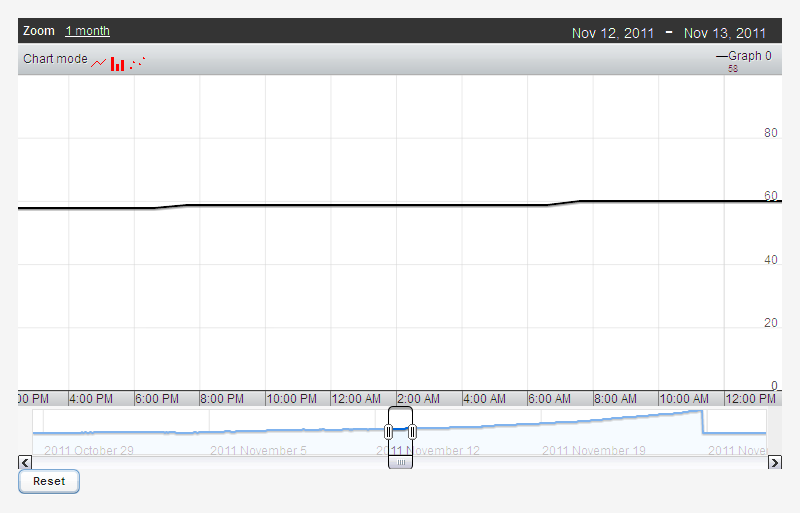 Zoom 1 month Nov 12, 2011 – Nov 13, 2011
Chart mode Graph 0
58
80
60
40
20
0
00 PM 4:00 PM 6:00 PM 8:00 PM 10:00 PM 12:00 AM 2:00 AM 4:00 AM 6:00 AM 8:00 AM 10:00 AM 12:00 PM
2011 October 29 2011 November 5 2011 November 12 2011 November 19 2011 Nove
Reset